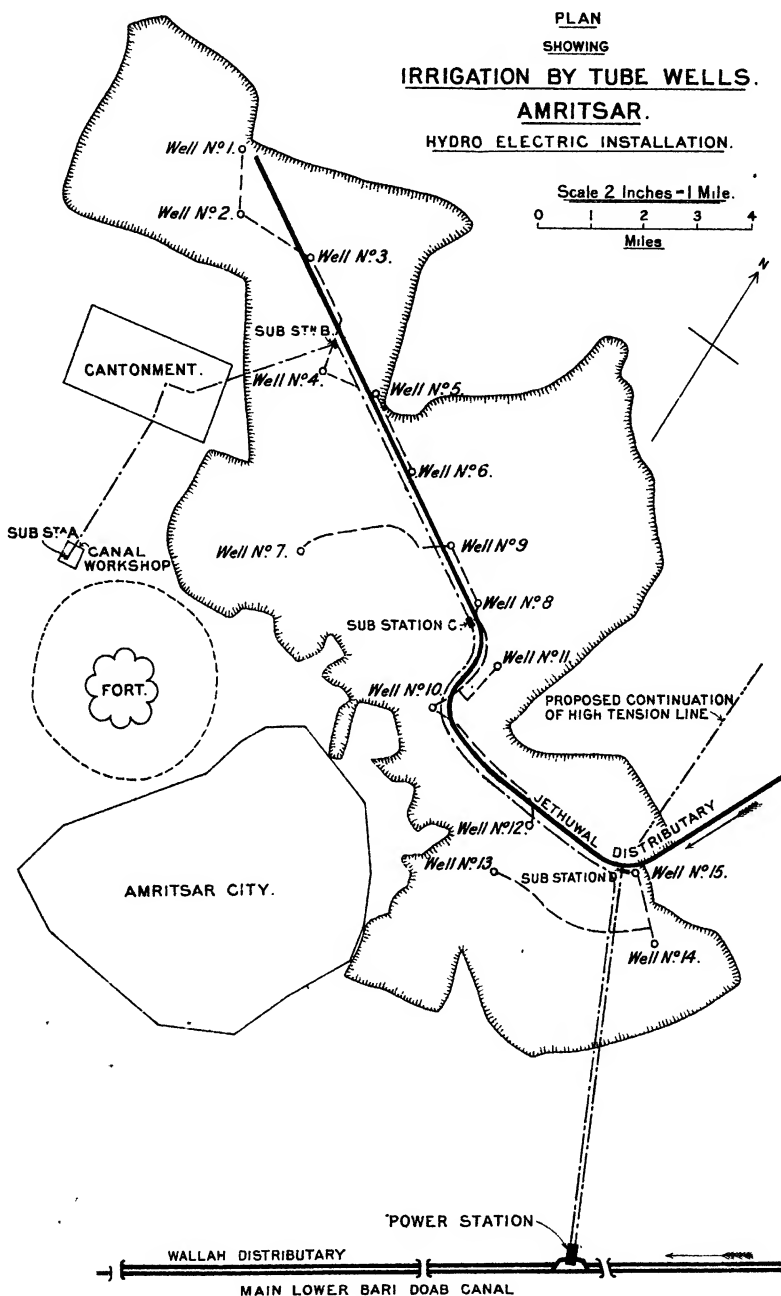 PLAN
SHOWING
IRRIGATION BY TUBE WELLS.
AMRITSAR.
HYDRO ELECTRIC INSTALLATION.
Scale 2 Inches = 1 Mile.
0 1 2 3 4
Miles
N
Well Nº 1.
Well Nº 2.
Well Nº 3.
SUB STN B.
CANTONMENT.
Well Nº 4.
Well Nº 5.
Well Nº 6.
SUB STN A.
CANAL
WORKSHOP
Well Nº 7.
Well Nº 9
Well Nº 8
SUB STATION C.
Well Nº 11.
FORT.
Well Nº 10.
PROPOSED CONTINUATION
OF HIGH TENSION LINE
JETHUWAL DISTRIBUTARY
Well Nº 12.
Well Nº 13.
AMRITSAR CITY.
SUB STATION D
Well Nº 15.
Well Nº 14.
POWER STATION
WALLAH DISTRIBUTARY
MAIN LOWER BARI DOAB CANAL